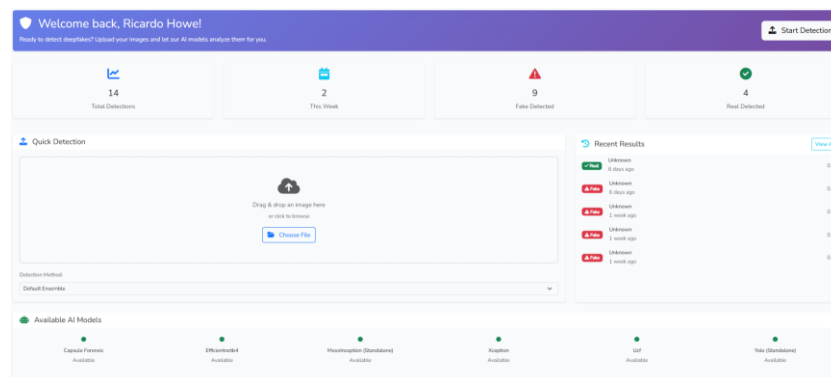 Welcome back, Ricardo Howe!
Ready to detect deepfakes? Upload your images and let our AI models analyze them for you.
Start Detection
14
Total Detections
2
This Week
9
Fake Detected
4
Real Detected
Quick Detection
Drag & drop an image here
or click to browse
Choose File
Detection Method
Default Ensemble
Recent Results
View A
Real
Unknown
6 days ago
Fake
Unknown
6 days ago
Fake
Unknown
1 week ago
Fake
Unknown
1 week ago
Fake
Unknown
1 week ago
Available AI Models
Capsule Forensic
Available
Efficientnetb4
Available
Mesoinception (Standalone)
Available
Xception
Available
Ucf
Available
Yolo (Standalone)
Available